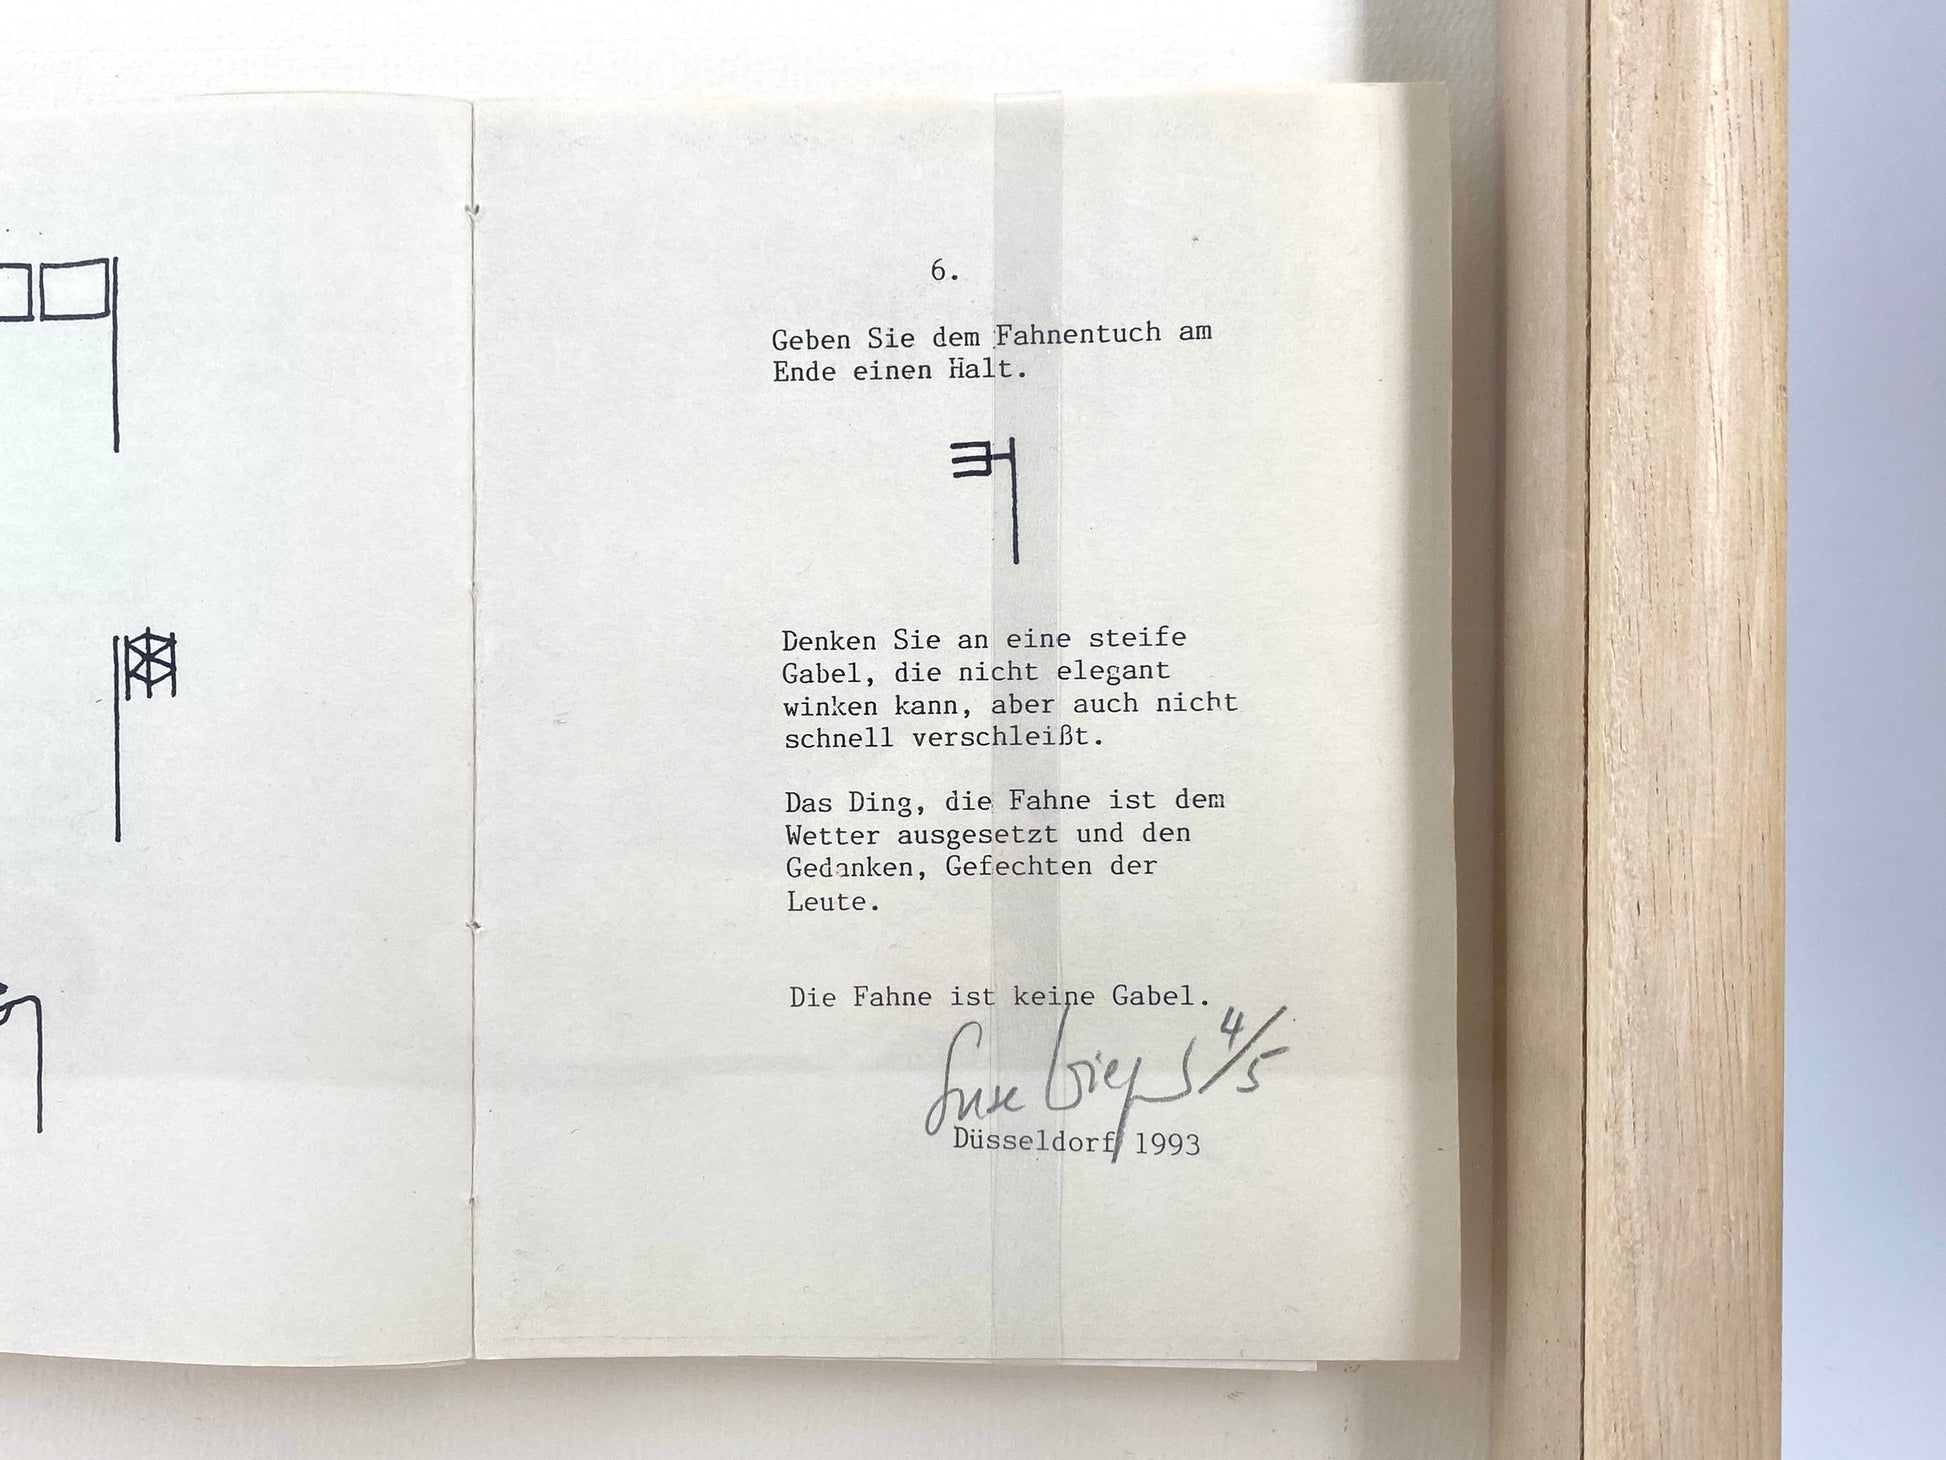 6.
Geben Sie dem Fahnentuch am
Ende einen Halt.
Denken Sie an eine steife
Gabel, die nicht elegant
winken kann, aber auch nicht
schnell verschleißt.
Das Ding, die Fahne ist dem
Wetter ausgesetzt und den
Gedanken, Gefechten der
Leute.
Die Fahne ist keine Gabel.
4/5
Düsseldorf 1993